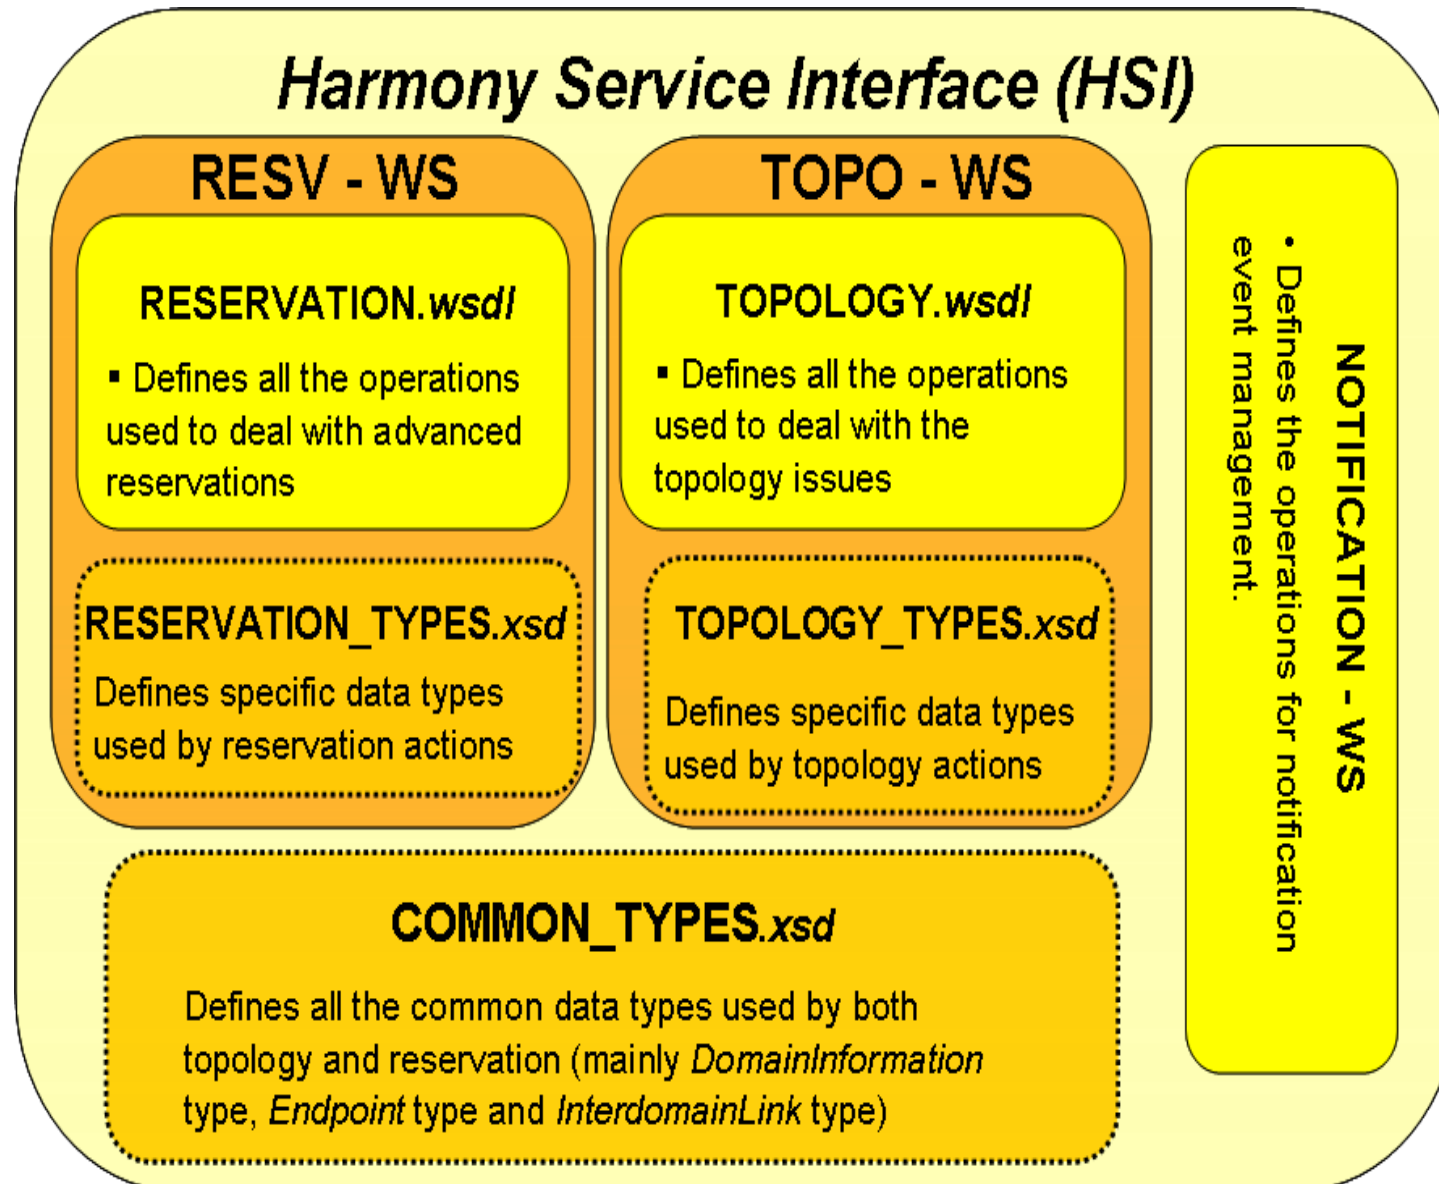 Harmony Service Interface (HSI)
RESV - WS
RESERVATION.wsdl
▪ Defines all the operations
used to deal with advanced
reservations
RESERVATION_TYPES.xsd
Defines specific data types
used by reservation actions
TOPO - WS
TOPOLOGY.wsdl
▪ Defines all the operations
used to deal with the
topology issues
TOPOLOGY_TYPES.xsd
Defines specific data types
used by topology actions
COMMON_TYPES.xsd
Defines all the common data types used by both
topology and reservation (mainly DomainInformation
type, Endpoint type and InterdomainLink type)
NOTIFICATION - WS
• Defines the operations for notification
event management.